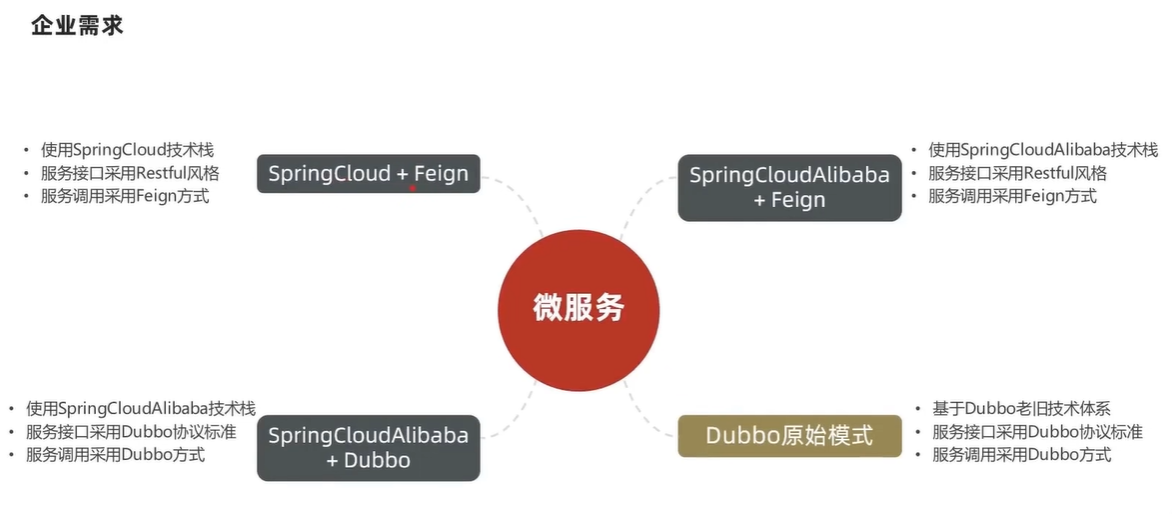 企业需求
使用SpringCloud技术栈
服务接口采用Restful风格
服务调用采用Feign方式
SpringCloud + Feign
SpringCloudAlibaba
+ Feign
使用SpringCloudAlibaba技术栈
服务接口采用Restful风格
服务调用采用Feign方式
微服务
使用SpringCloudAlibaba技术栈
服务接口采用Dubbo协议标准
服务调用采用Dubbo方式
SpringCloudAlibaba
+ Dubbo
Dubbo原始模式
基于Dubbo老旧技术体系
服务接口采用Dubbo协议标准
服务调用采用Dubbo方式